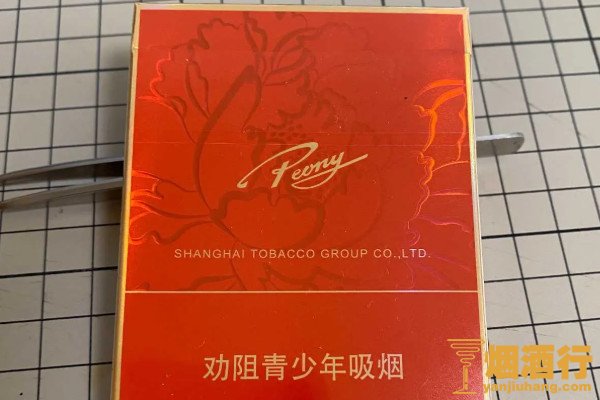 Peony
SHANGHAI TOBACCO GROUP CO.,LTD.
劝阻青少年吸烟
烟酒行
yanjiuhang.com